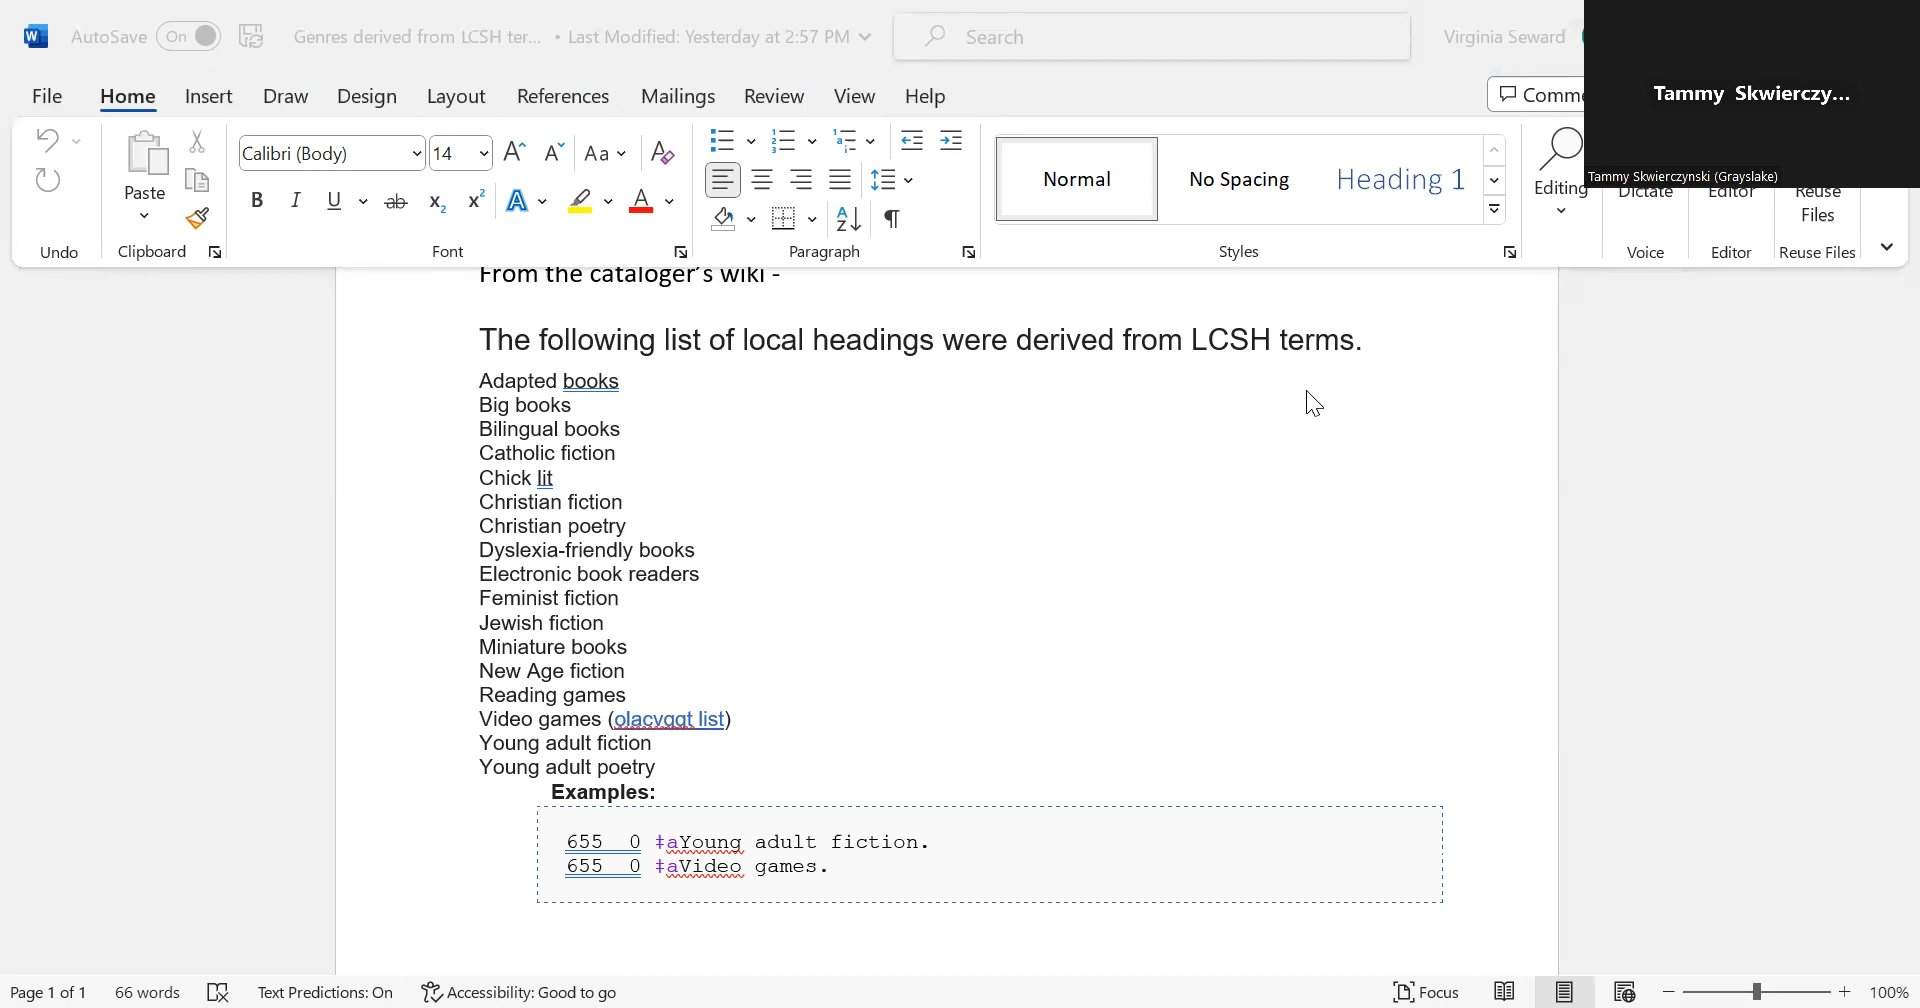 AutoSave On Genres derived from LCSH ter... • Last Modified: Yesterday at 2:57 PM Search Virginia Seward
Tammy Skwierczy...
Tammy Skwierczynski (Grayslake)
File Home Insert Draw Design Layout References Mailings Review View Help
Calibri (Body) 14 Aa
Paste
B I U ab x2 x2 A A
Normal No Spacing Heading 1
Editing Dictate Editor Reuse
Files
Undo Clipboard Font Paragraph Styles Voice Editor Reuse Files
From the cataloger's wiki -
The following list of local headings were derived from LCSH terms.
Adapted books
Big books
Bilingual books
Catholic fiction
Chick lit
Christian fiction
Christian poetry
Dyslexia-friendly books
Electronic book readers
Feminist fiction
Jewish fiction
Miniature books
New Age fiction
Reading games
Video games (olacvggt list)
Young adult fiction
Young adult poetry
Examples:
655 0 ‡aYoung adult fiction.
655 0 ‡aVideo games.
Page 1 of 1 66 words Text Predictions: On Accessibility: Good to go Focus 100%